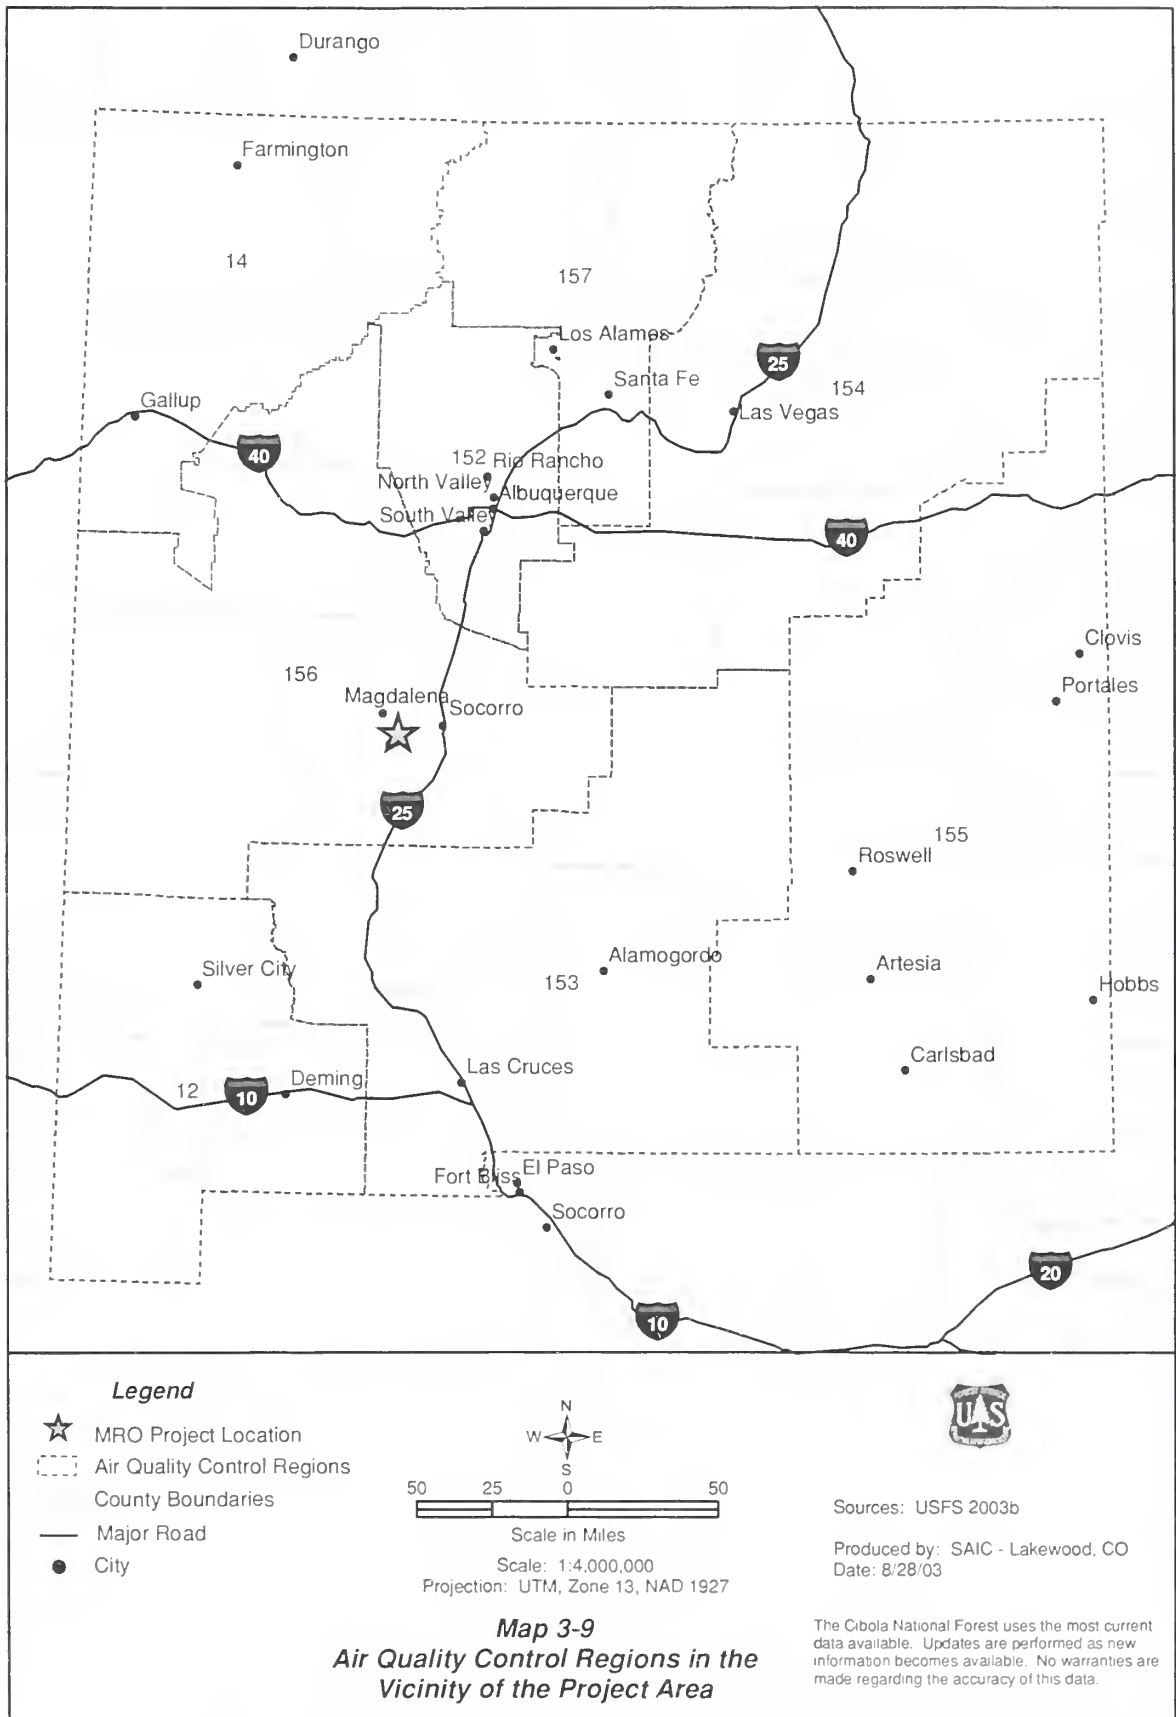 Durango
Farmington
14
157
Los Alamos
25
Santa Fe
154
Gallup
Las Vegas
40
152
Rio Rancho
North Valley
Albuquerque
South Valley
40
Clovis
156
Portales
Magdalena
Socorro
25
155
Roswell
Alamogordo
Artesia
Silver City
153
Hobbs
Carlsbad
Las Cruces
Deming
12
10
El Paso
Fort Bliss
Socorro
20
10
Legend
MRO Project Location
Air Quality Control Regions
County Boundaries
Major Road
City
N
W
E
S
50 25 0 50
Scale in Miles
Scale: 1:4,000,000
Projection: UTM, Zone 13, NAD 1927
Map 3-9
Air Quality Control Regions in the
Vicinity of the Project Area
FOREST SERVICE
U S
Sources: USFS 2003b
Produced by: SAIC - Lakewood, CO
Date: 8/28/03
The Cibola National Forest uses the most current
data available. Updates are performed as new
information becomes available. No warranties are
made regarding the accuracy of this data.